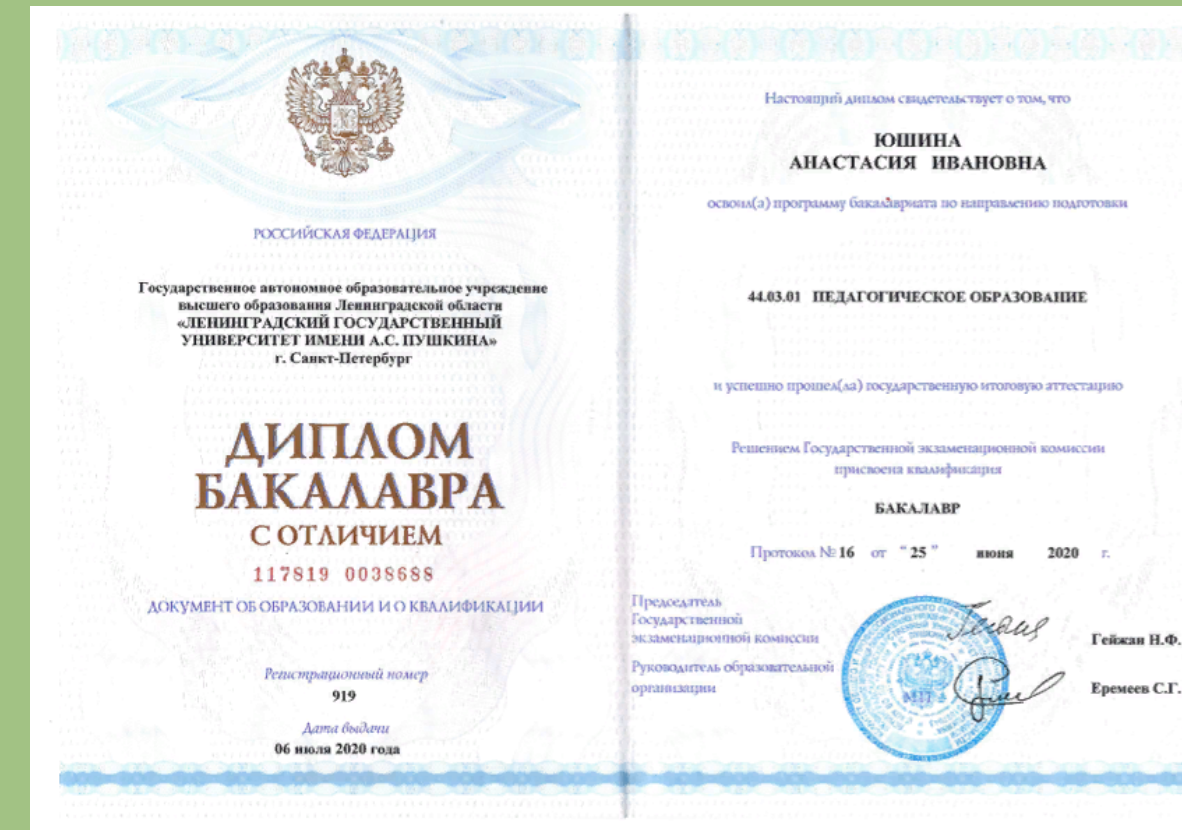 РОССИЙСКАЯ ФЕДЕРАЦИЯ
Государственное автономное образовательное учреждение
высшего образования Ленинградской области
«ЛЕНИНГРАДСКИЙ ГОСУДАРСТВЕННЫЙ
УНИВЕРСИТЕТ ИМЕНИ А.С. ПУШКИНА»
г. Санкт-Петербург
ДИПЛОМ
БАКАЛАВРА
С ОТЛИЧИЕМ
117819 0038688
ДОКУМЕНТ ОБ ОБРАЗОВАНИИ И О КВАЛИФИКАЦИИ
Регистрационный номер
919
Дата выдачи
06 июля 2020 года
Настоящий диплом свидетельствует о том, что
ЮШИНА
АНАСТАСИЯ ИВАНОВНА
освоил(а) программу бакалавриата по направлению подготовки
44.03.01 ПЕДАГОГИЧЕСКОЕ ОБРАЗОВАНИЕ
и успешно прошел(ла) государственную итоговую аттестацию
Решением Государственной экзаменационной комиссии
присвоена квалификация
БАКАЛАВР
Протокол № 16 от "25" июня 2020 г.
Председатель
Государственной
экзаменационной комиссии
Гейжан Н.Ф.
Руководитель образовательной
организации
Еремеев С.Г.